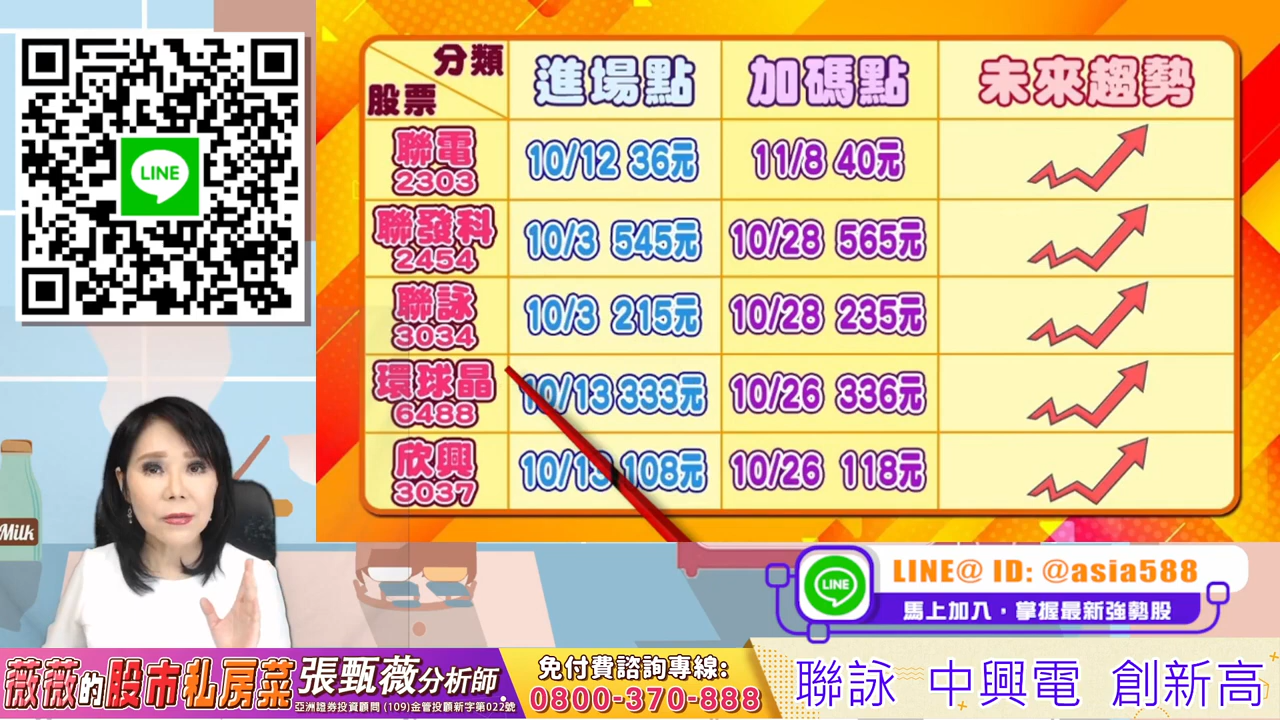 LINE
分類
股票
進場點
加碼點
未來趨勢
聯電
2303
10/12 36元
11/8 40元
聯發科
2454
10/3 545元
10/28 565元
聯詠
3034
10/3 215元
10/28 235元
環球晶
6488
10/13 333元
10/26 336元
欣興
3037
10/13 108元
10/26 118元
Milk
LINE
LINE@ ID: @asia588
馬上加入，掌握最新強勢股
薇薇的股市私房菜
張甄薇分析師
亞洲證券投資顧問 (109)金管投顧新字第022號
免付費諮詢專線:
0800-370-888
聯詠 中興電 創新高